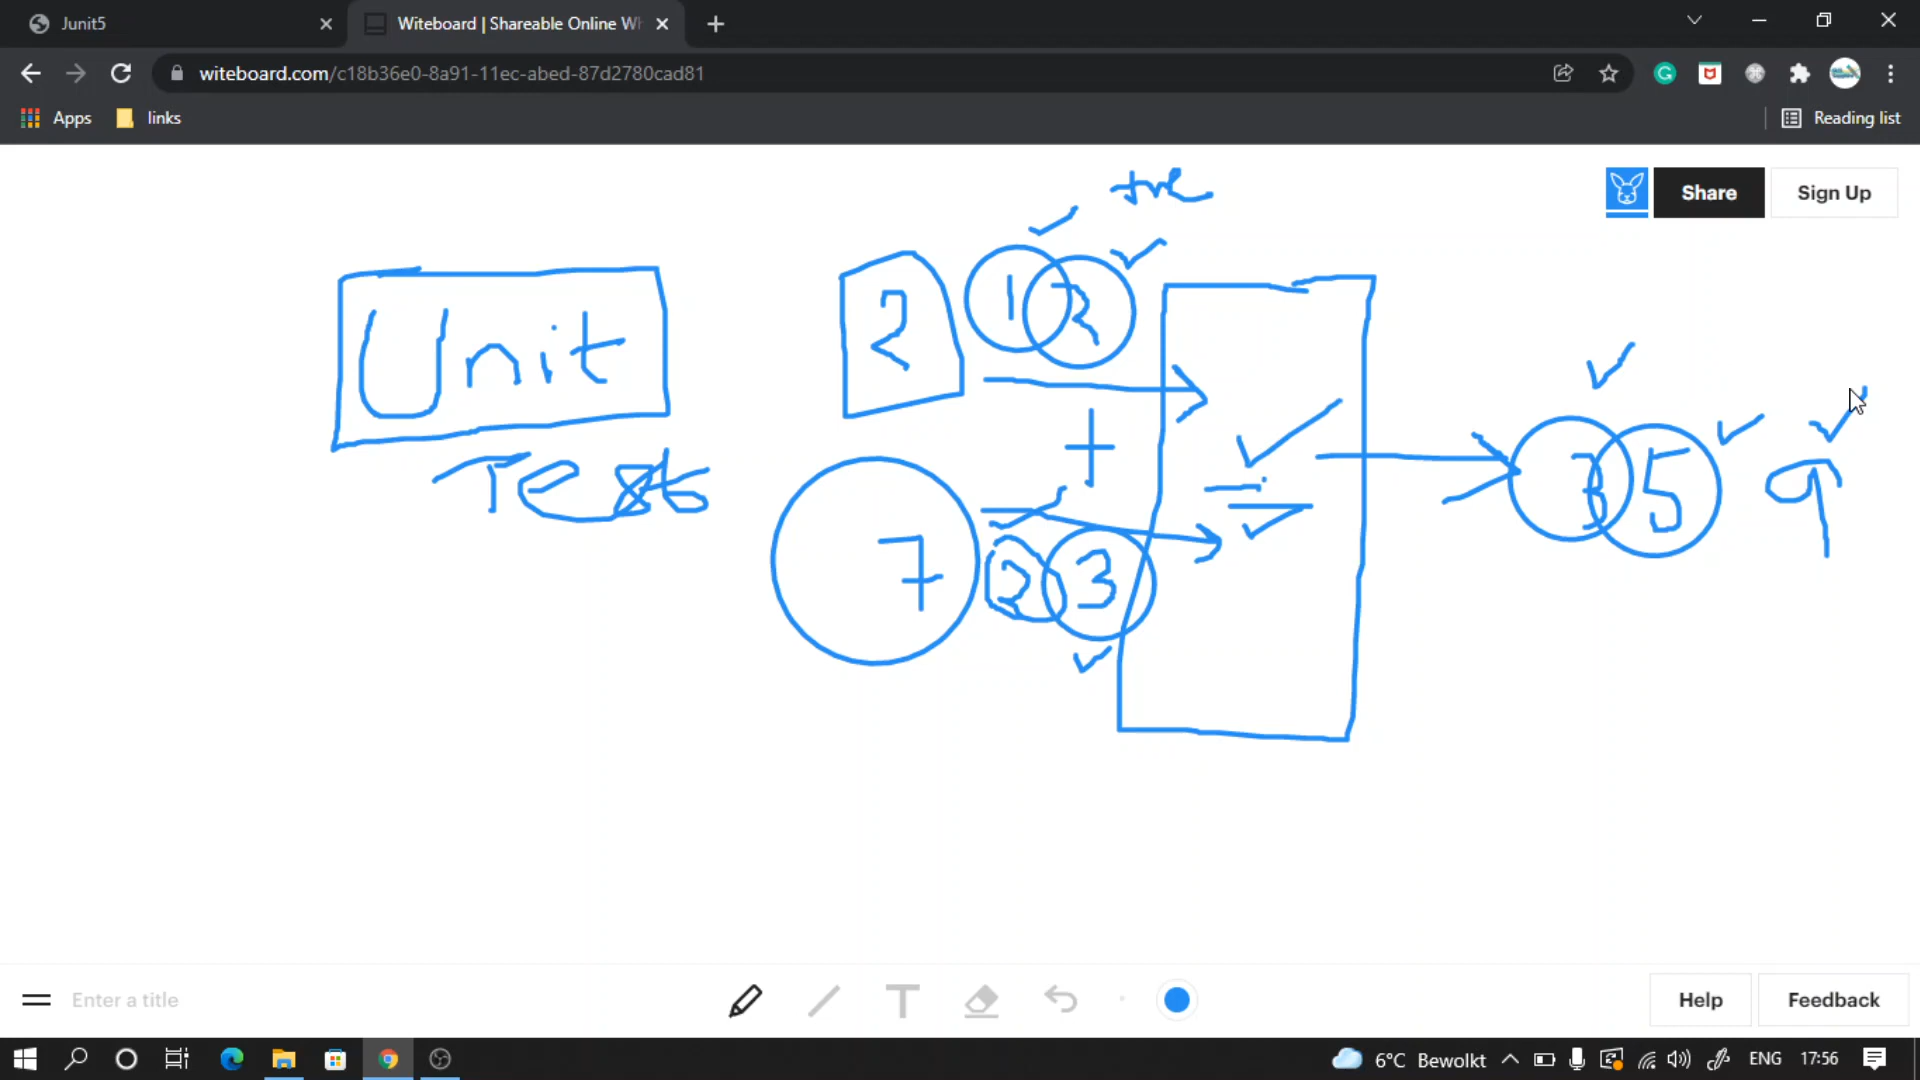 Junit5
Witeboard | Shareable Online Wh
witeboard.com/c18b36e0-8a91-11ec-abed-87d2780cad81
Apps
links
Reading list
Share
Sign Up
+ve
2
1
2
Unit
Test
+
7
2
3
3
5
9
Enter a title
Help
Feedback
6°C Bewolkt
ENG
17:56